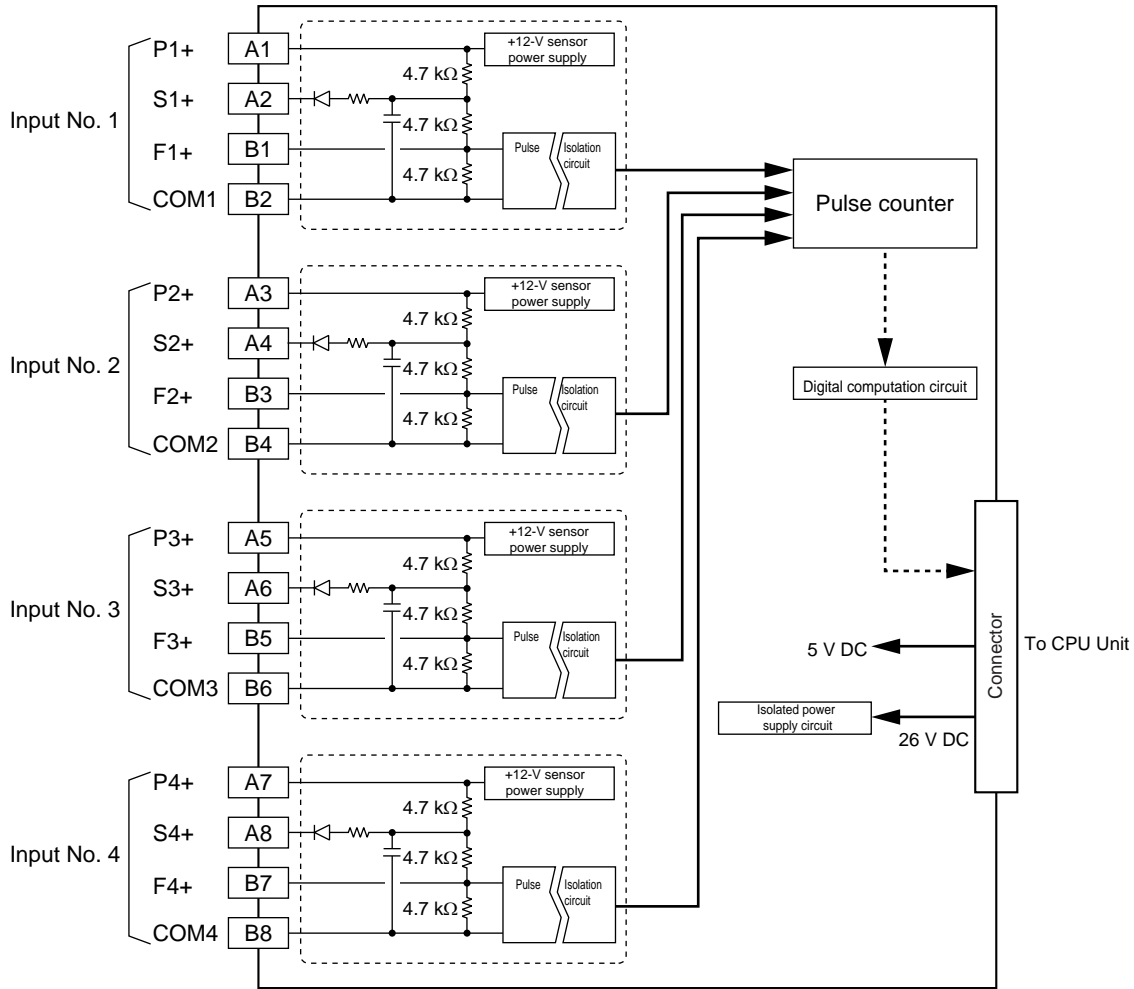 Input No. 1
P1+
A1
S1+
A2
F1+
B1
COM1
B2
+12-V sensor
power supply
4.7 kΩ
4.7 kΩ
4.7 kΩ
Pulse
Isolation
circuit
Pulse counter
Input No. 2
P2+
A3
S2+
A4
F2+
B3
COM2
B4
+12-V sensor
power supply
4.7 kΩ
4.7 kΩ
4.7 kΩ
Pulse
Isolation
circuit
Digital computation circuit
Input No. 3
P3+
A5
S3+
A6
F3+
B5
COM3
B6
+12-V sensor
power supply
4.7 kΩ
4.7 kΩ
4.7 kΩ
Pulse
Isolation
circuit
Connector
To CPU Unit
5 V DC
Isolated power
supply circuit
26 V DC
Input No. 4
P4+
A7
S4+
A8
F4+
B7
COM4
B8
+12-V sensor
power supply
4.7 kΩ
4.7 kΩ
4.7 kΩ
Pulse
Isolation
circuit